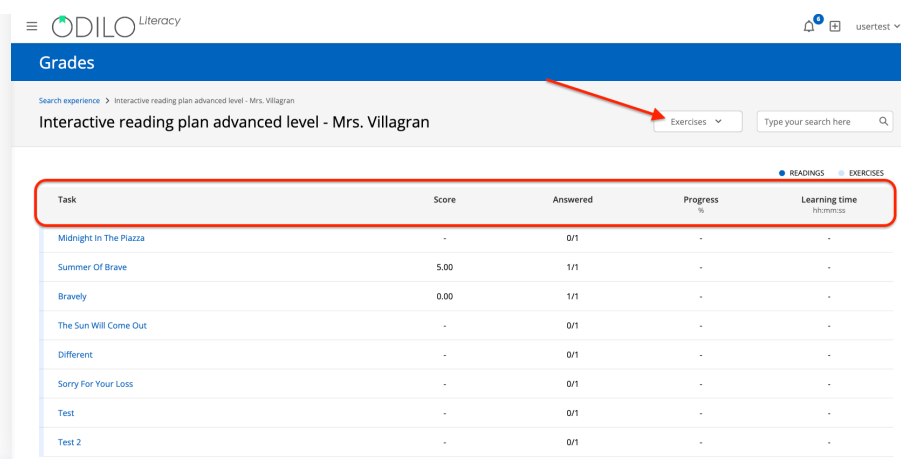 ODILO Literacy
6
usertest
Grades
Search experience > Interactive reading plan advanced level - Mrs. Villagran
Interactive reading plan advanced level - Mrs. Villagran
Exercises
Type your search here
READINGS EXERCISES
Task Score Answered Progress Learning time
% hh:mm:ss
Midnight In The Piazza - 0/1 - -
Summer Of Brave 5.00 1/1 - -
Bravely 0.00 1/1 - -
The Sun Will Come Out - 0/1 - -
Different - 0/1 - -
Sorry For Your Loss - 0/1 - -
Test - 0/1 - -
Test 2 - 0/1 - -